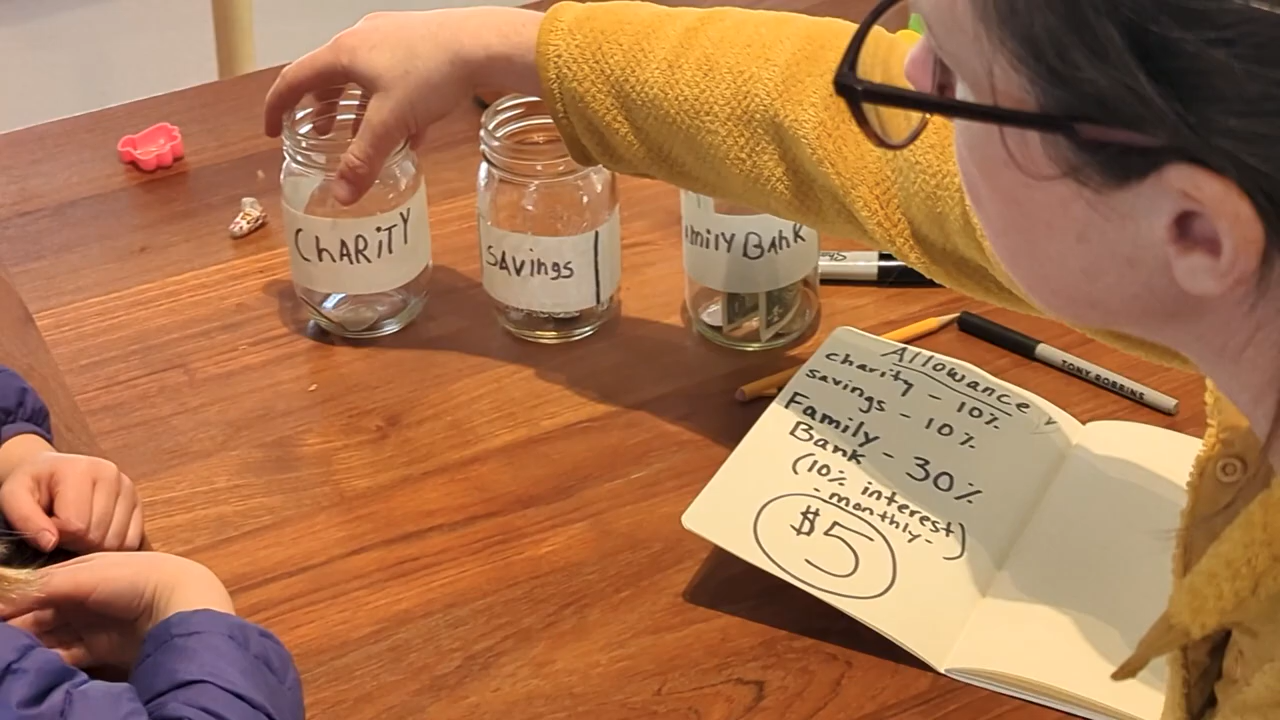 CHARiTY
SAViNgs
AmiLY BAnk
Allowance
charity - 10%
savings - 10%
Family
Bank - 30%
(10% interest)
- monthly -
$5
TONY ROBBINS